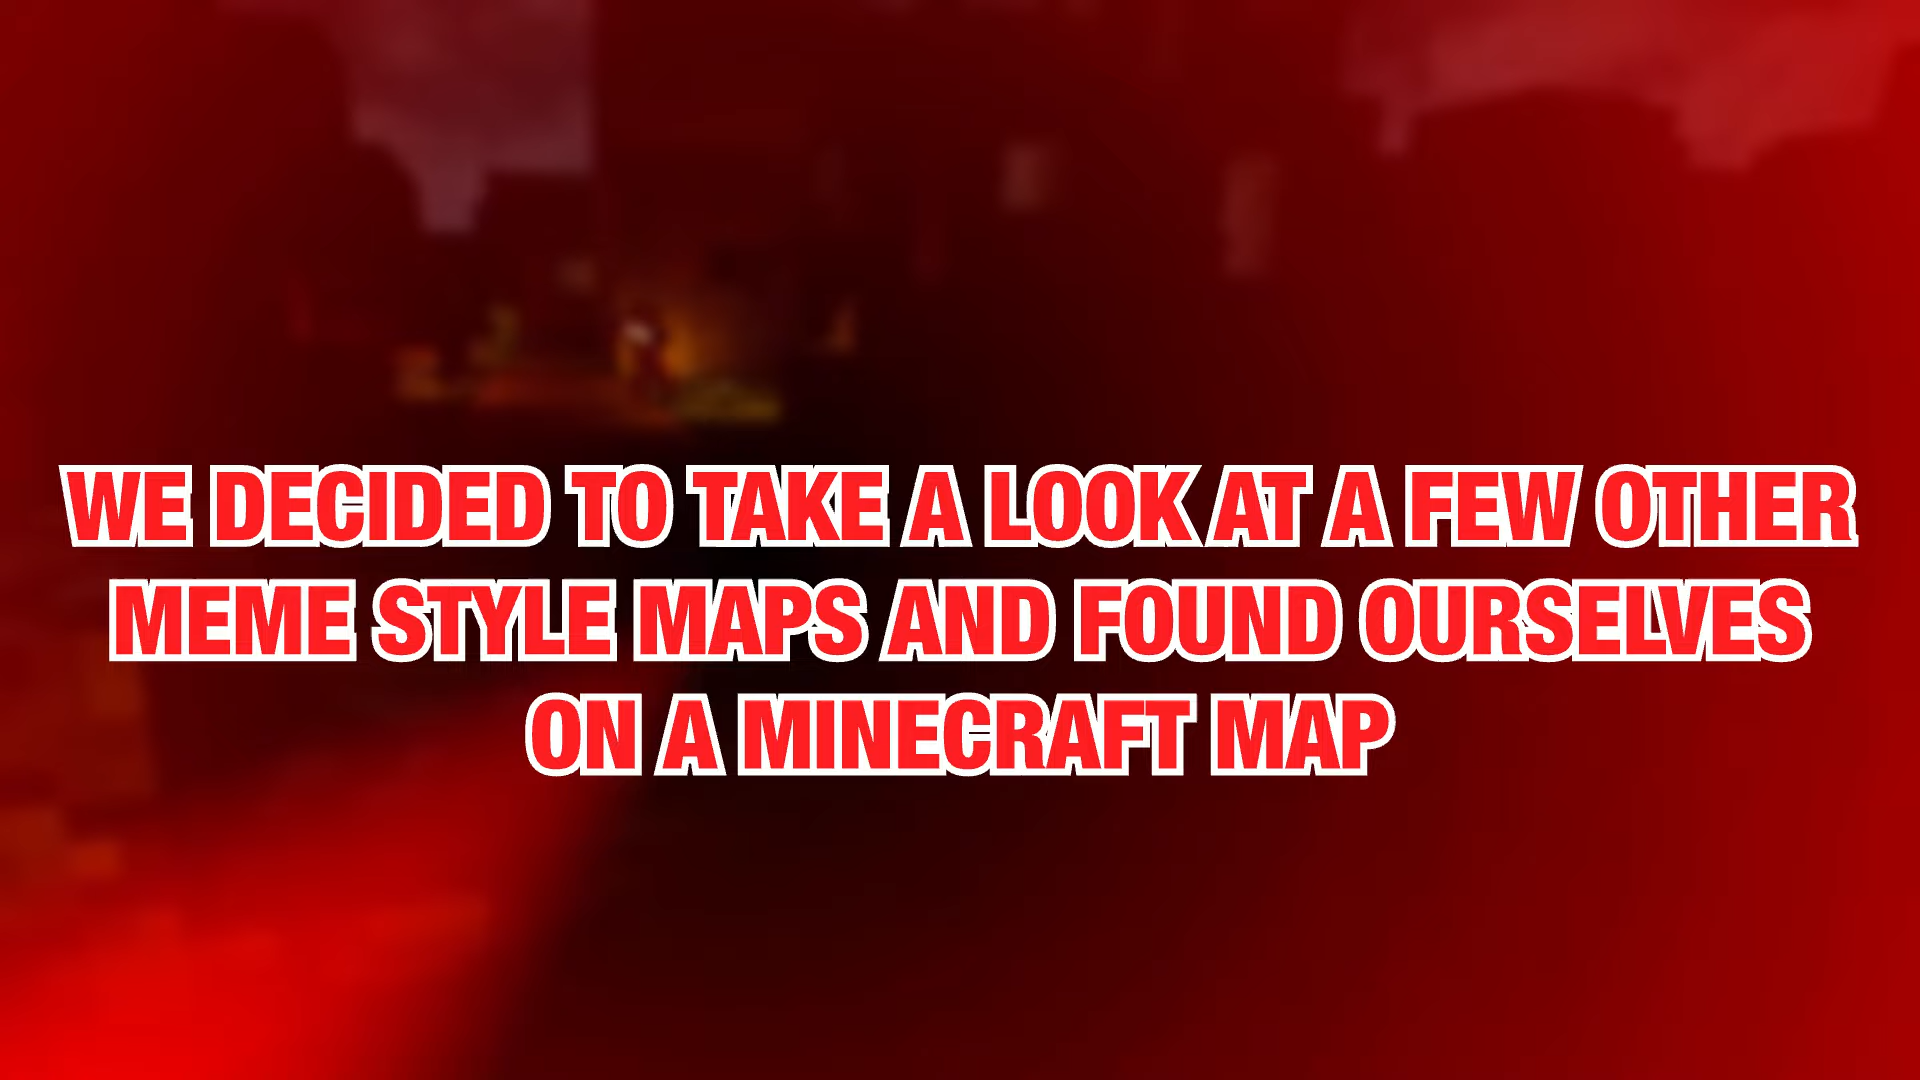 WE DECIDED TO TAKE A LOOK AT A FEW OTHER
MEME STYLE MAPS AND FOUND OURSELVES
ON A MINECRAFT MAP